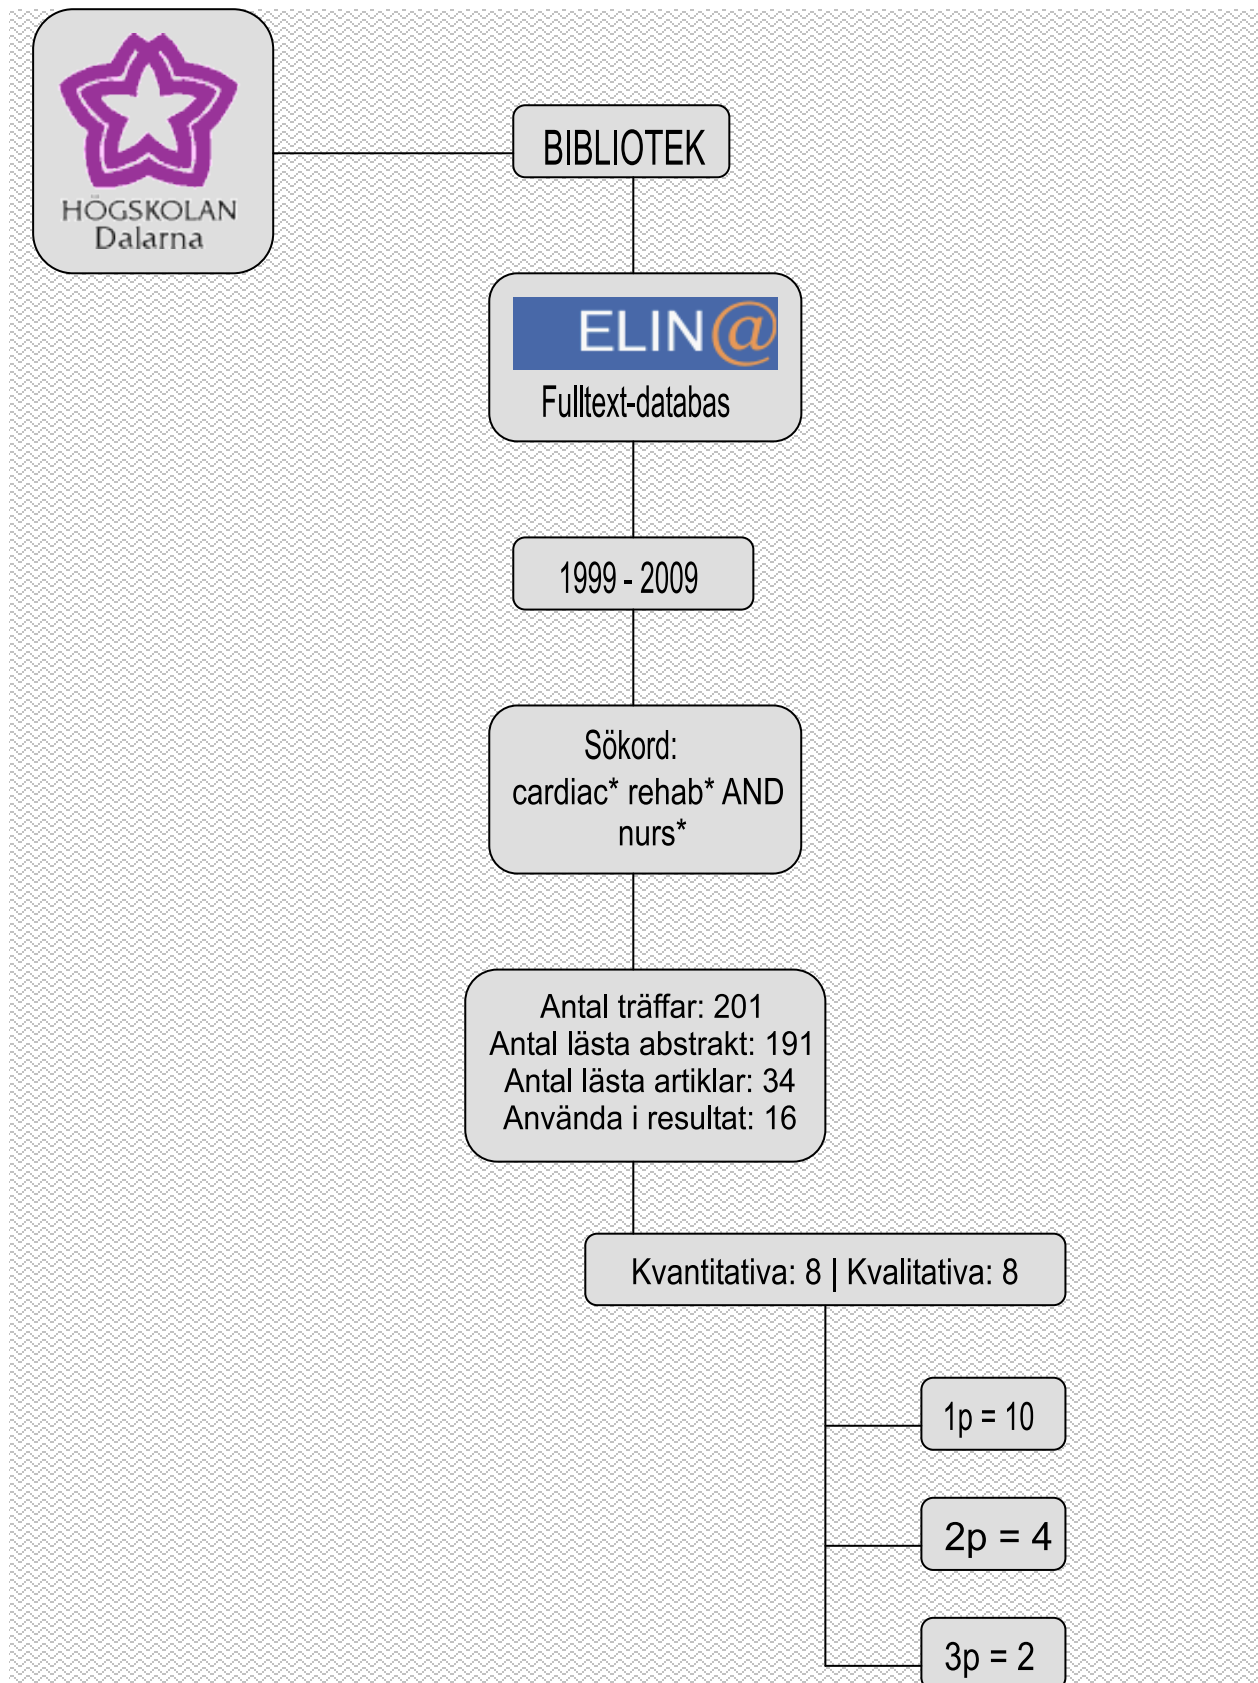 HÖGSKOLAN
Dalarna
BIBLIOTEK
ELIN@
Fulltext-databas
1999 - 2009
Sökord:
cardiac* rehab* AND
nurs*
Antal träffar: 201
Antal lästa abstrakt: 191
Antal lästa artiklar: 34
Använda i resultat: 16
Kvantitativa: 8 | Kvalitativa: 8
1p = 10
2p = 4
3p = 2